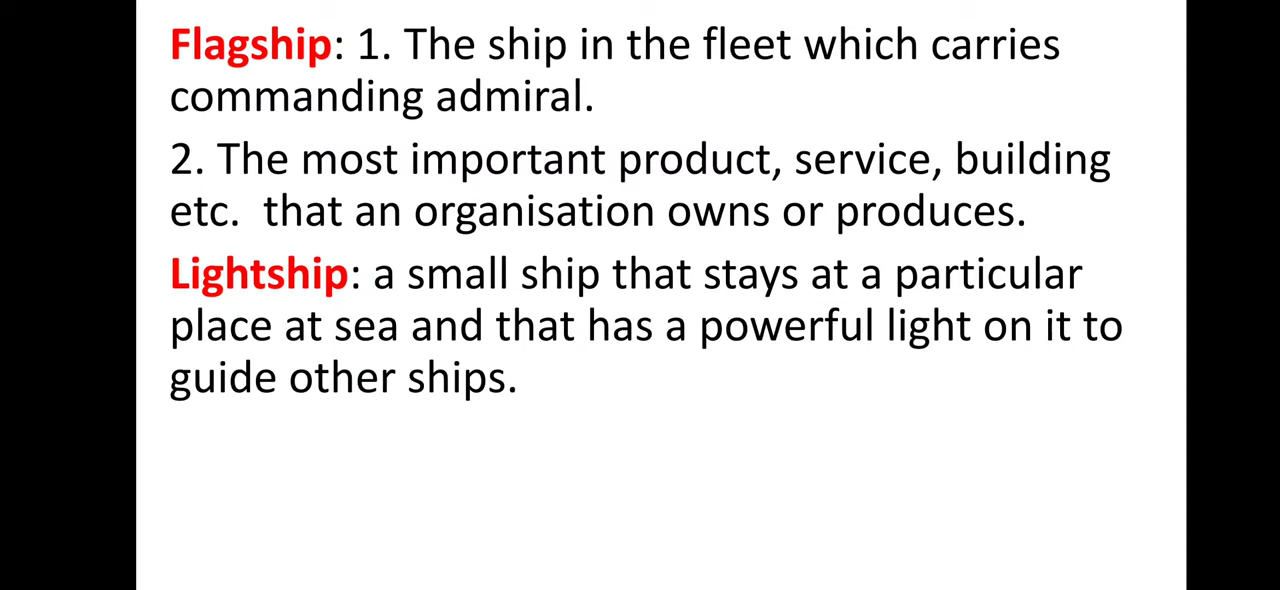 Flagship: 1. The ship in the fleet which carries
commanding admiral.
2. The most important product, service, building
etc.  that an organisation owns or produces.
Lightship: a small ship that stays at a particular
place at sea and that has a powerful light on it to
guide other ships.